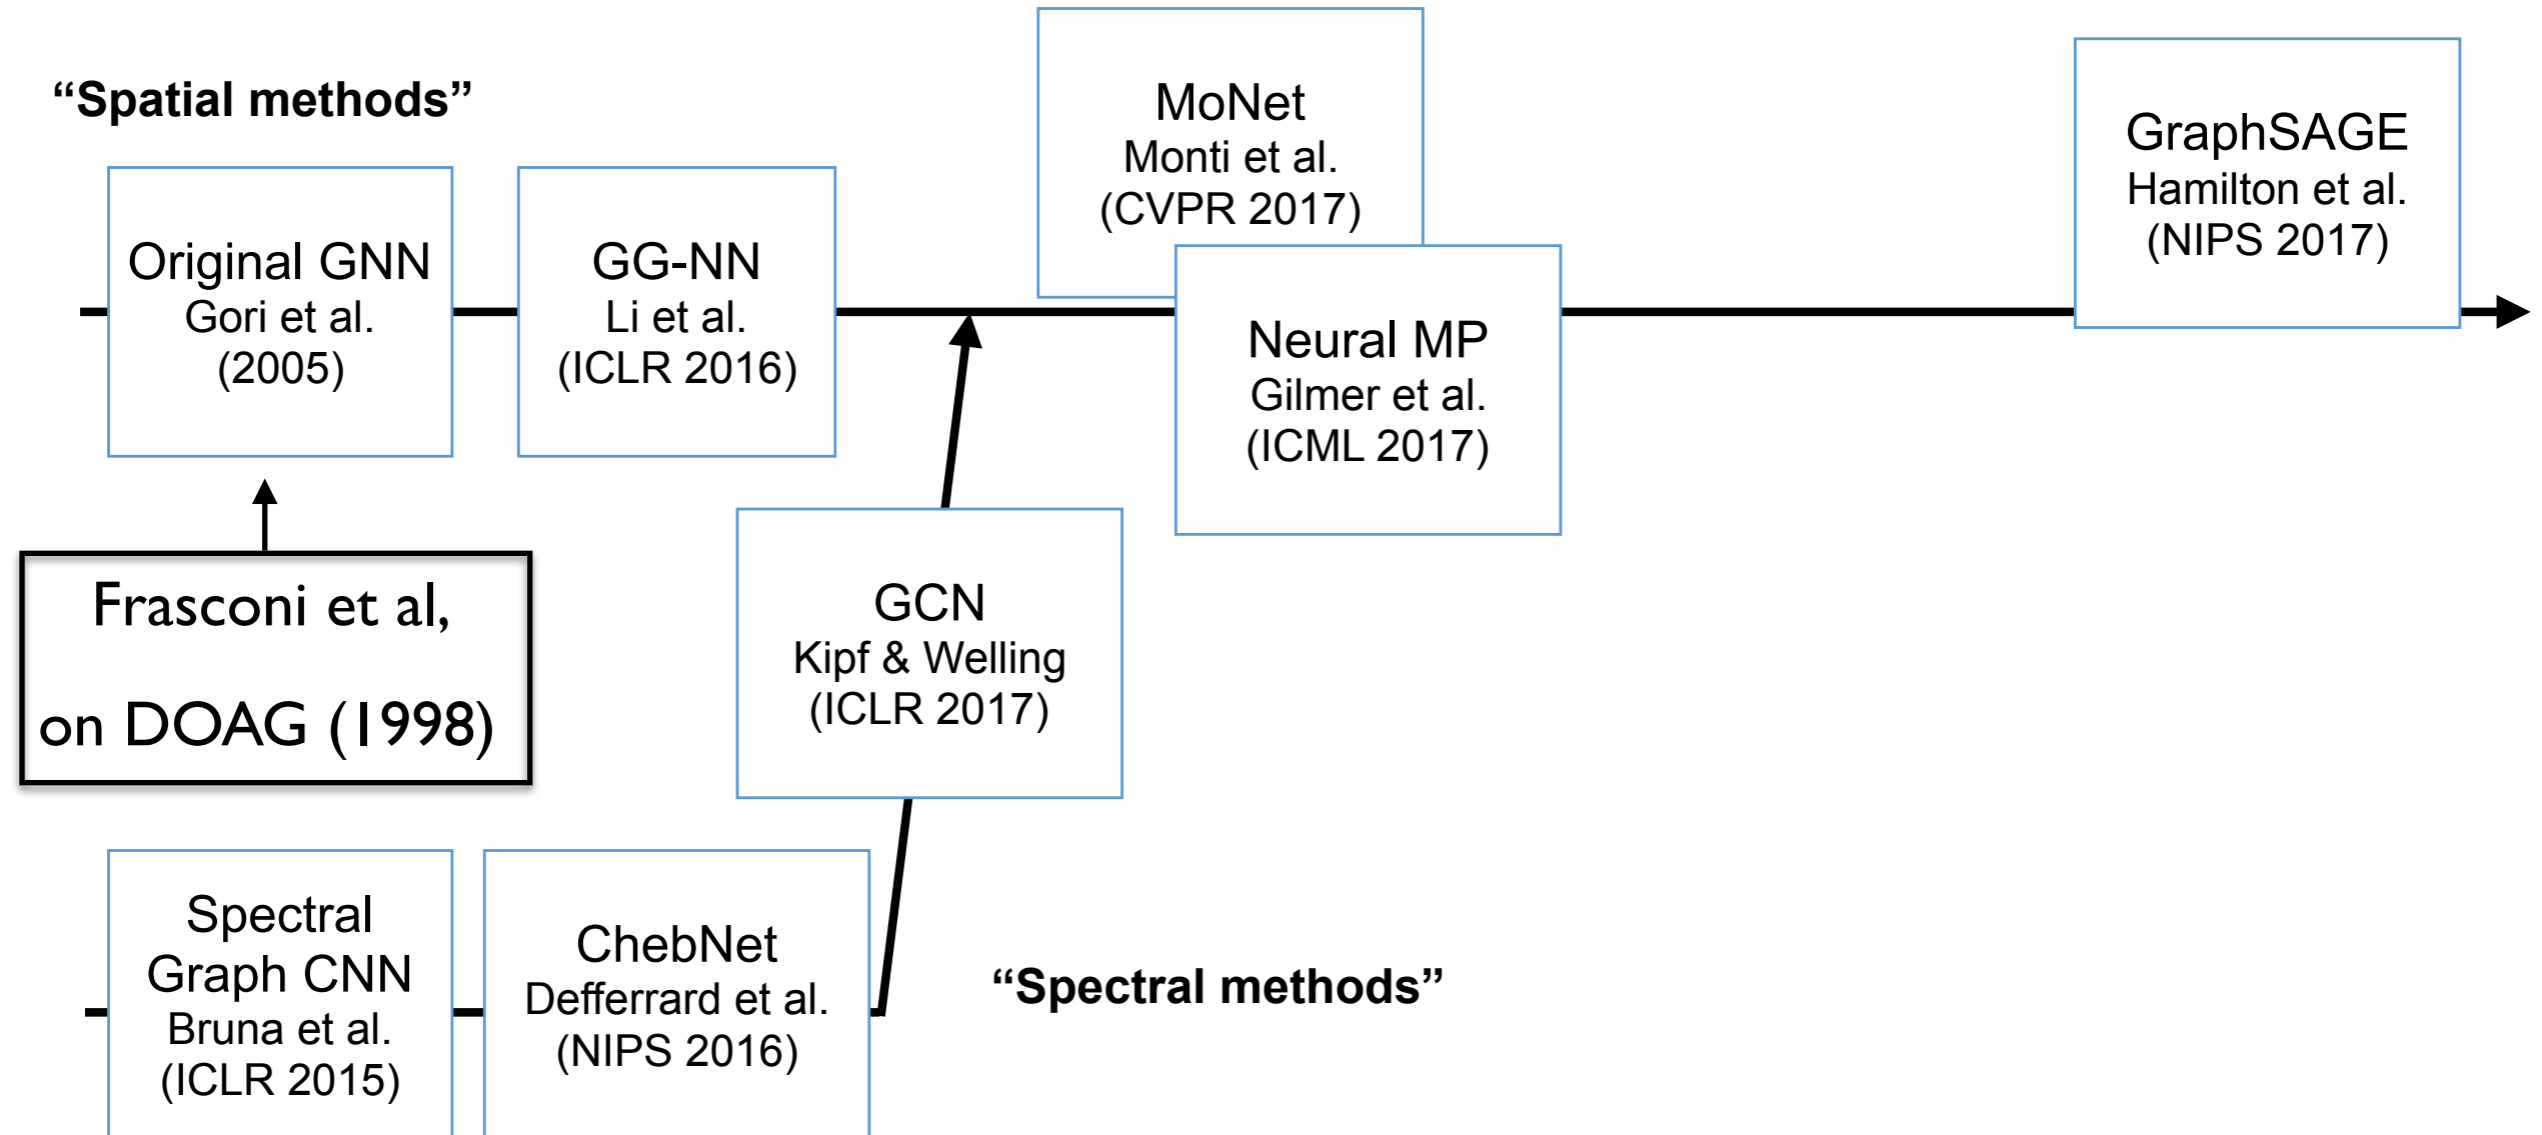 “Spatial methods”
Original GNN
Gori et al.
(2005)
GG-NN
Li et al.
(ICLR 2016)
MoNet
Monti et al.
(CVPR 2017)
Neural MP
Gilmer et al.
(ICML 2017)
GraphSAGE
Hamilton et al.
(NIPS 2017)
Frasconi et al,
on DOAG (1998)
GCN
Kipf & Welling
(ICLR 2017)
Spectral
Graph CNN
Bruna et al.
(ICLR 2015)
ChebNet
Defferrard et al.
(NIPS 2016)
“Spectral methods”